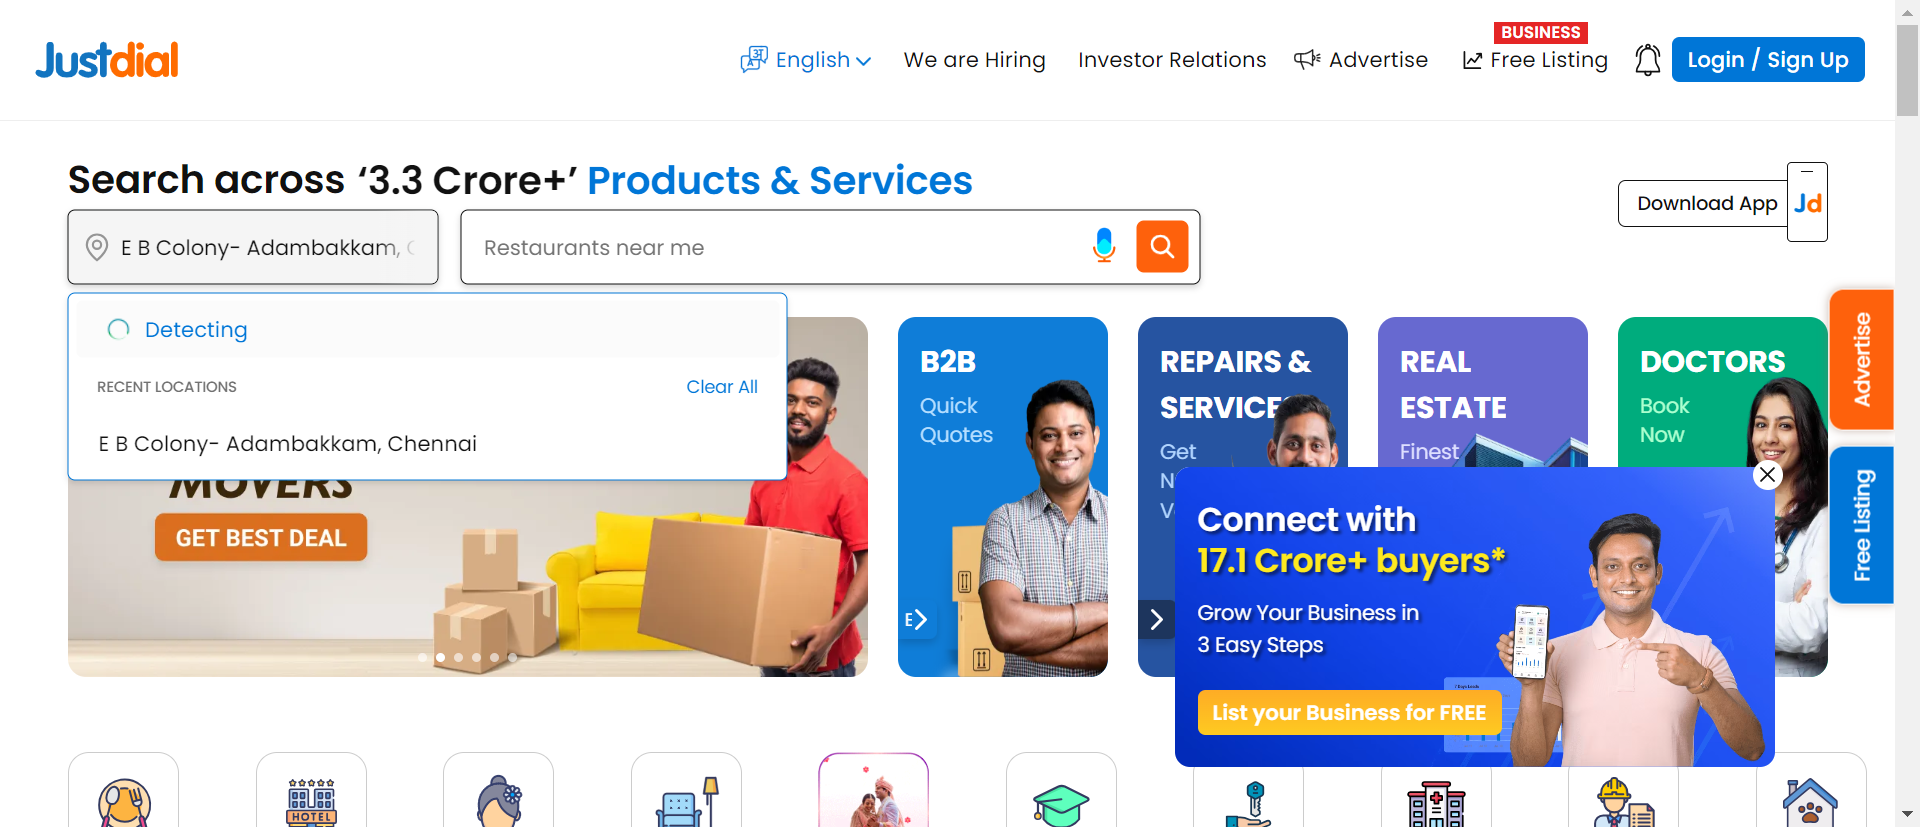 Justdial
English
We are Hiring
Investor Relations
Advertise
BUSINESS
Free Listing
Login / Sign Up
Search across ‘3.3 Crore+’ Products & Services
E B Colony- Adambakkam,
Restaurants near me
Download App
Jd
Detecting
RECENT LOCATIONS
Clear All
E B Colony- Adambakkam, Chennai
MOVERS
GET BEST DEAL
B2B
Quick
Quotes
REPAIRS &
SERVICES
Get
REAL
ESTATE
Finest
DOCTORS
Book
Now
Advertise
Free Listing
Connect with
17.1 Crore+ buyers*
Grow Your Business in
3 Easy Steps
List your Business for FREE
HOTEL